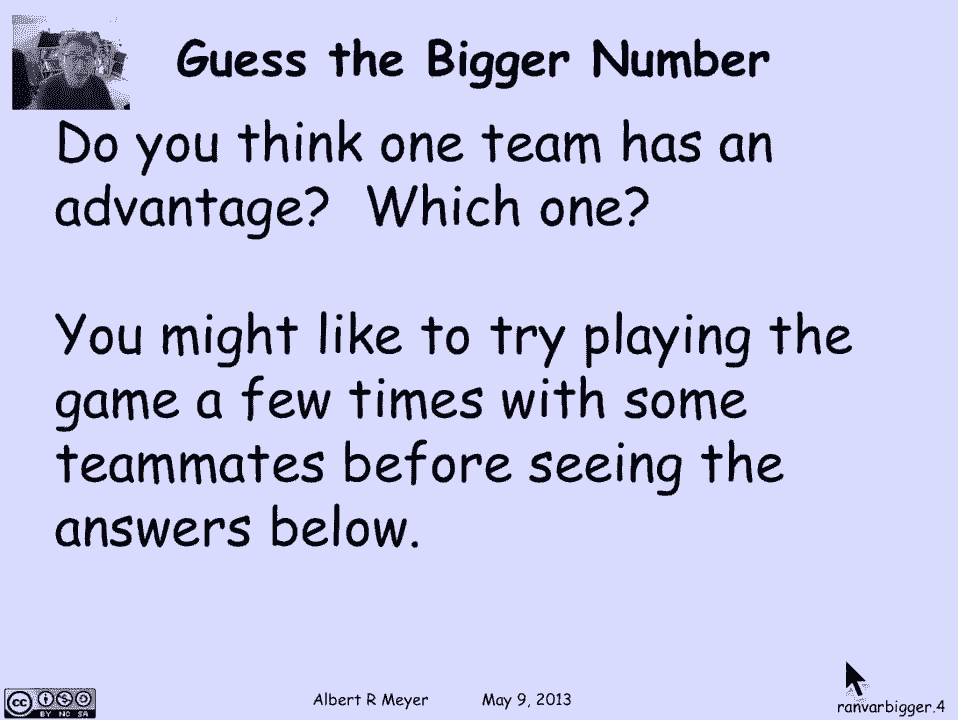 Guess the Bigger Number
Do you think one team has an
advantage? Which one?
You might like to try playing the
game a few times with some
teammates before seeing the
answers below.
cc
BY NC SA
Albert R Meyer May 9, 2013
ranvarbigger.4